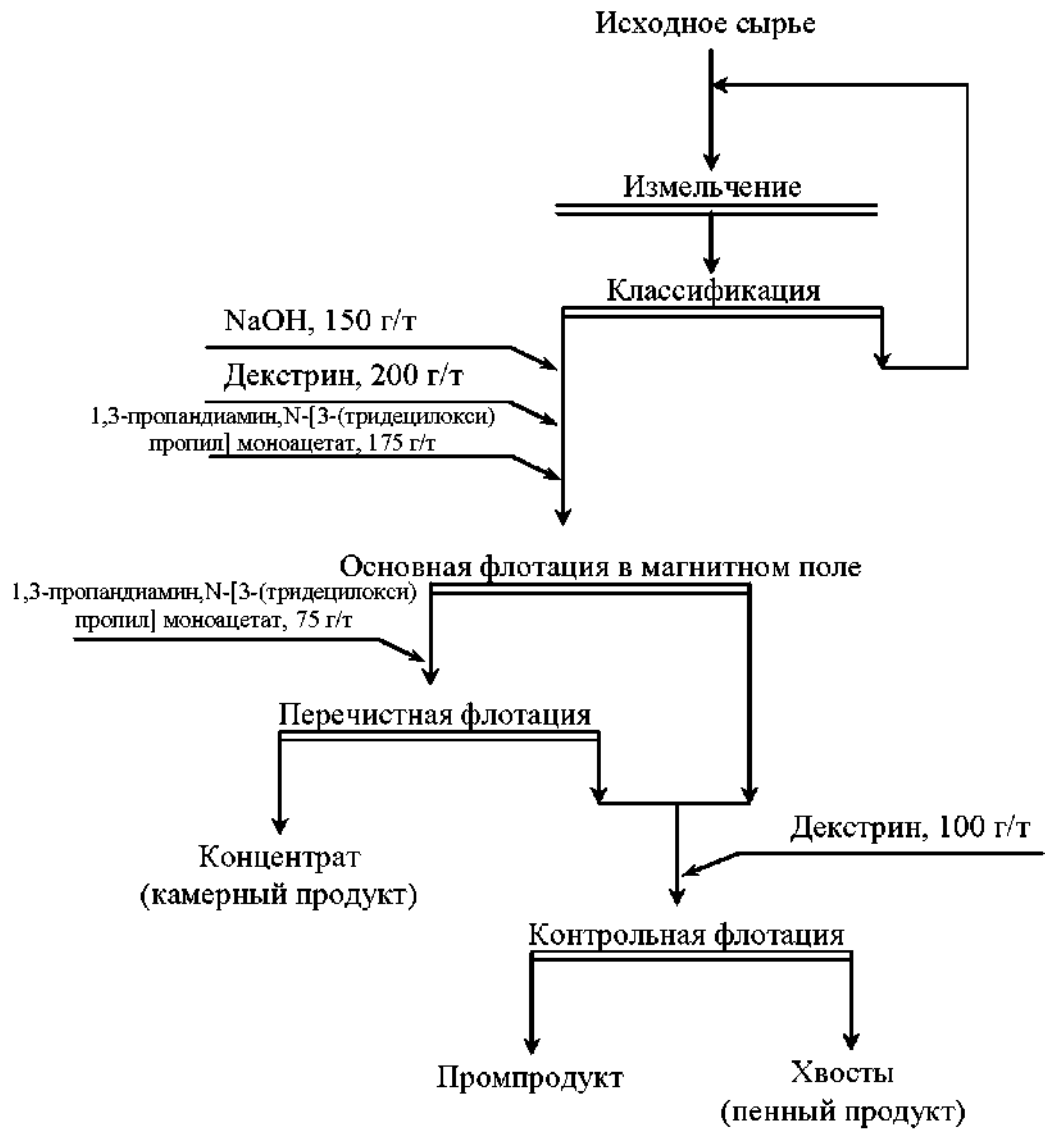 Исходное сырье
Измельчение
Классификация
NaOH, 150 г/т
Декстрин, 200 г/т
1,3-пропандиамин,N-[3-(тридецилокси)
пропил] моноацетат, 175 г/т
Основная флотация в магнитном поле
1,3-пропандиамин,N-[3-(тридецилокси)
пропил] моноацетат, 75 г/т
Перечистная флотация
Декстрин, 100 г/т
Концентрат
(камерный продукт)
Контрольная флотация
Промпродукт
Хвосты
(пенный продукт)